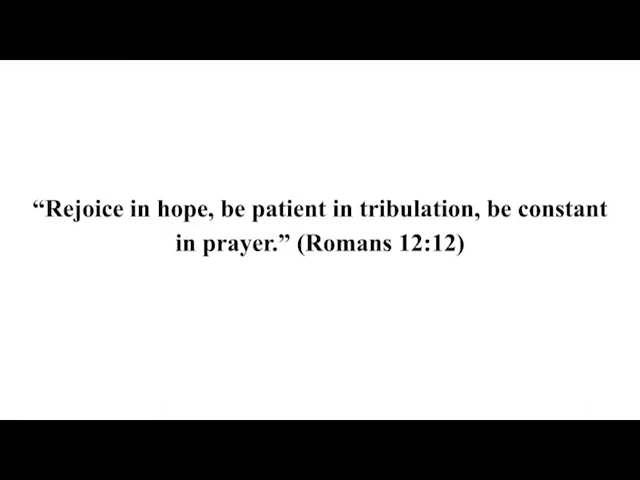 “Rejoice in hope, be patient in tribulation, be constant
in prayer.” (Romans 12:12)